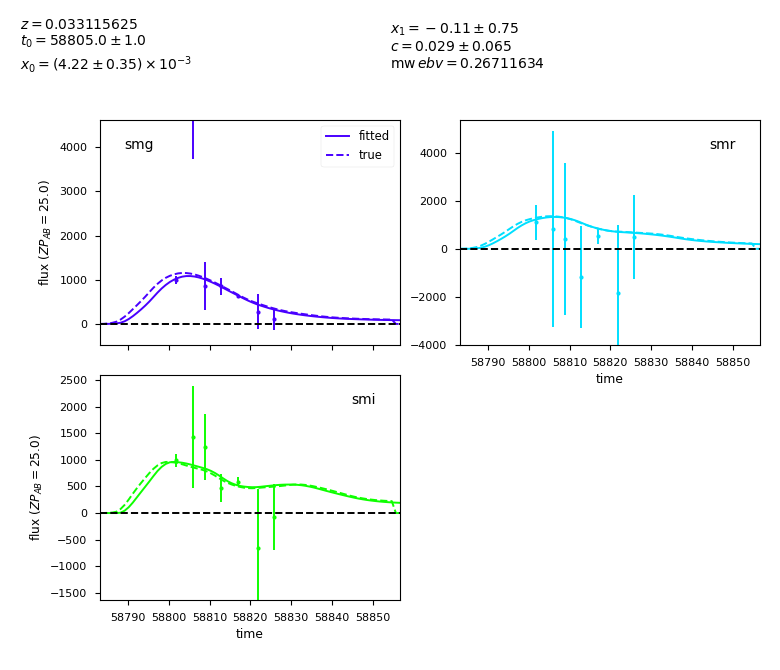 z = 0.033115625
t₀ = 58805.0 ± 1.0
x₀ = (4.22 ± 0.35) × 10⁻³
x₁ = −0.11 ± 0.75
c = 0.029 ± 0.065
mw ebv = 0.26711634
smg
fitted
true
4000
3000
2000
1000
0
flux (ZP_AB = 25.0)
smr
4000
2000
0
−2000
−4000
58790 58800 58810 58820 58830 58840 58850
time
smi
2500
2000
1500
1000
500
0
−500
−1000
−1500
flux (ZP_AB = 25.0)
58790 58800 58810 58820 58830 58840 58850
time